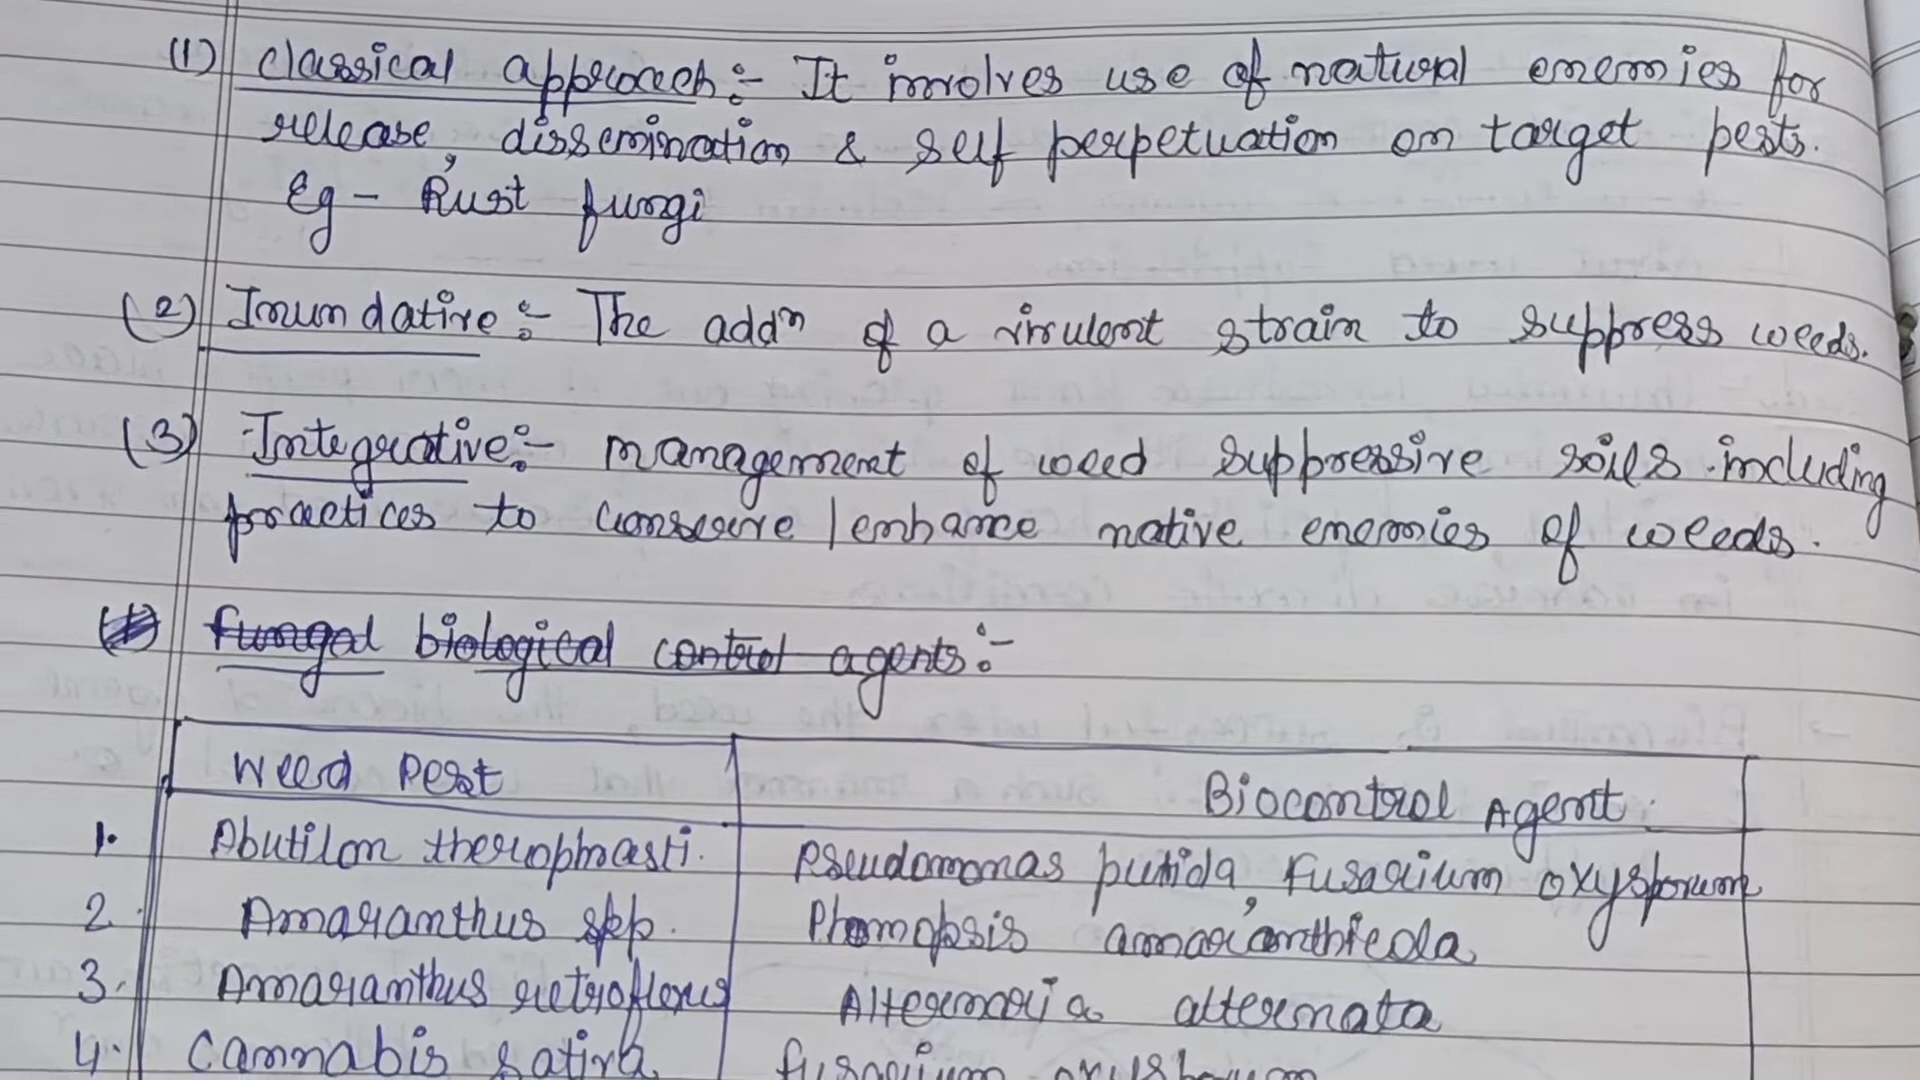 (1) Classical approach:- It involves use of natural enemies for
release, dissemination & self perpetuation on target pests.
Eg - Rust fungi
(2) Inundative:- The addn of a virulent strain to suppress weeds.
(3) Integrative:- management of weed suppressive soils including
practices to conserve/enhance native enemies of weeds.
fungal biological control agents:-
Weed Pest Biocontrol Agent
1. Abutilon therophrasti. Pseudomonas putida, Fusarium oxysporum
2. Amaranthus spp. Phomopsis amaranthicola
3. Amaranthus retroflexus Alternaria alternata
4. Cannabis sativa fusarium oxysporum